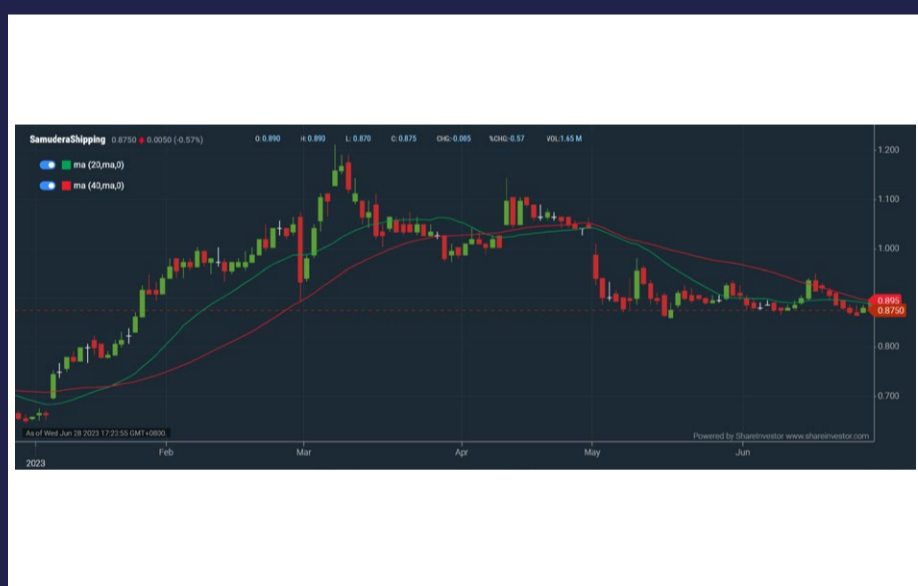 SamuderaShipping 0.8750 0.0050 (-0.57%) O:0.890 H:0.890 L:0.870 C:0.875 CHG:-0.005 %CHG:-0.57 VOL:1.65 M
ma (20,ma,0)
ma (40,ma,0)
1.200
1.100
1.000
0.895
0.8750
0.800
0.700
As of Wed Jun 28 2023 17:23:55 GMT+0800
Powered by ShareInvestor www.shareinvestor.com
Feb Mar Apr May Jun
2023